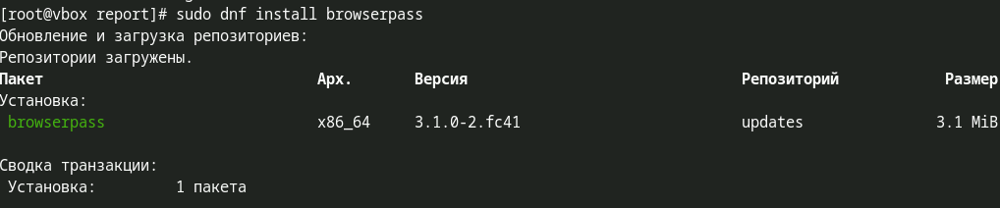 [root@vbox report]# sudo dnf install browserpass
Обновление и загрузка репозиториев:
Репозитории загружены.
Пакет Арх. Версия Репозиторий Размер
Установка:
browserpass x86_64 3.1.0-2.fc41 updates 3.1 MiB
Сводка транзакции:
Установка: 1 пакета